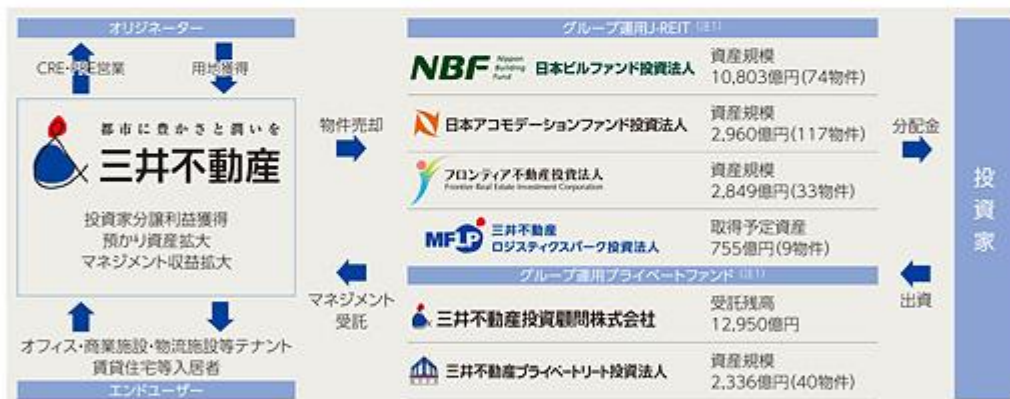 オリジネーター
CRE・PRE営業
用地獲得
都市に豊かさと潤いを
三井不動産
投資家分譲利益獲得
預かり資産拡大
マネジメント収益拡大
オフィス・商業施設・物流施設等テナント
賃貸住宅等入居者
エンドユーザー
物件売却
マネジメント
受託
グループ運用J-REIT (注1)
NBF Nippon Building Fund 日本ビルファンド投資法人
資産規模
10,803億円(74物件)
日本アコモデーションファンド投資法人
資産規模
2,960億円(117物件)
フロンティア不動産投資法人
Frontier Real Estate Investment Corporation
資産規模
2,849億円(33物件)
MFLP 三井不動産
ロジスティクスパーク投資法人
取得予定資産
755億円(9物件)
グループ運用プライベートファンド (注1)
三井不動産投資顧問株式会社
受託残高
12,950億円
三井不動産プライベートリート投資法人
資産規模
2,336億円(40物件)
分配金
出資
投資家